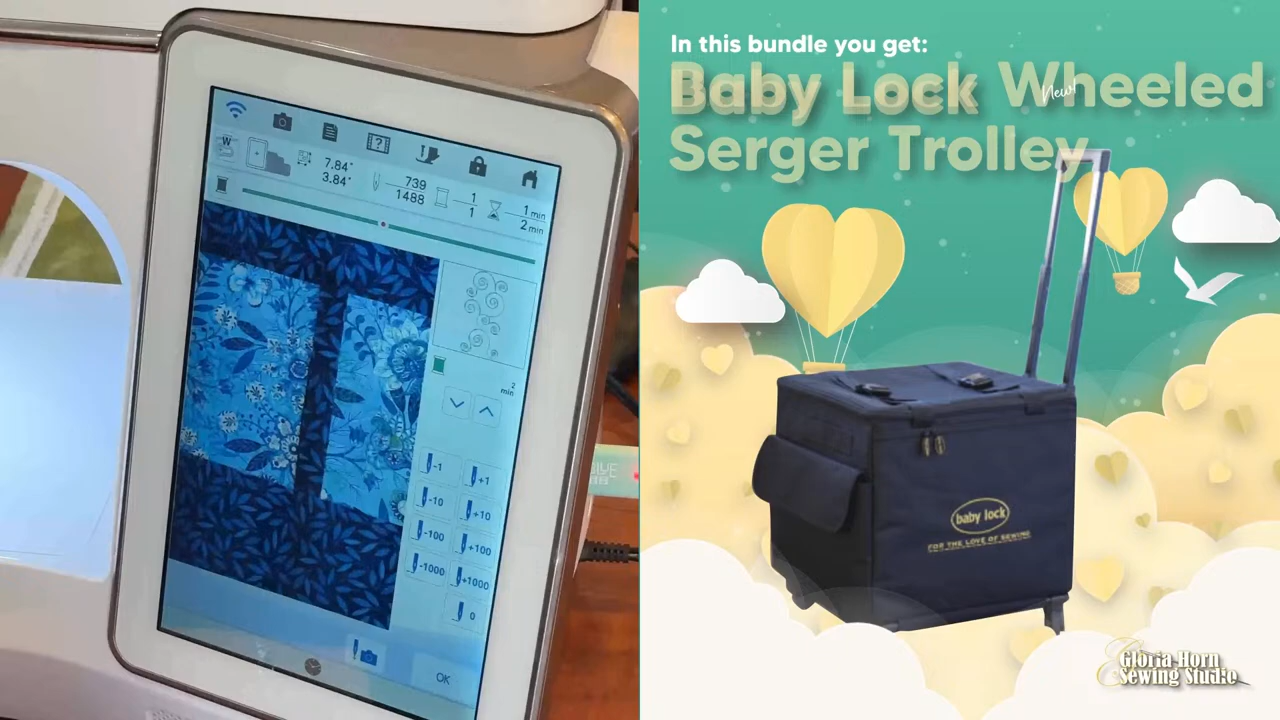 W
7.84"
3.84"
739
1488
1
1
1 min
2 min
2
min
-1
+1
-10
+10
-100
+100
-1000
+1000
0
OK
In this bundle you get:
Baby Lock Wheeled
New!
Serger Trolley
baby lock
FOR THE LOVE OF SEWING
Gloria Horn
Sewing Studio